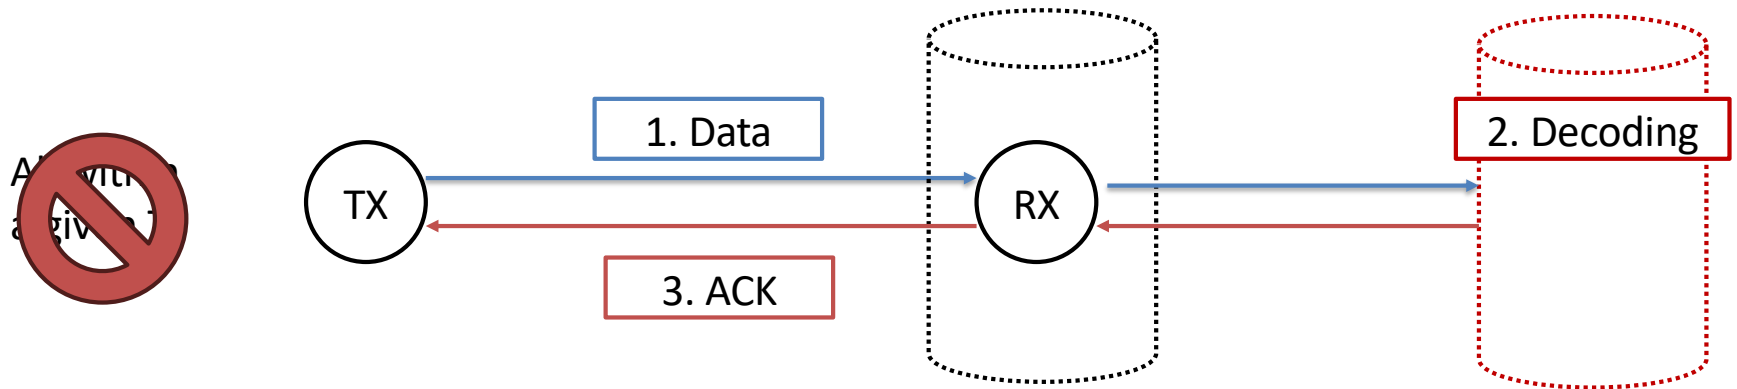 1. Data
2. Decoding
TX
RX
3. ACK